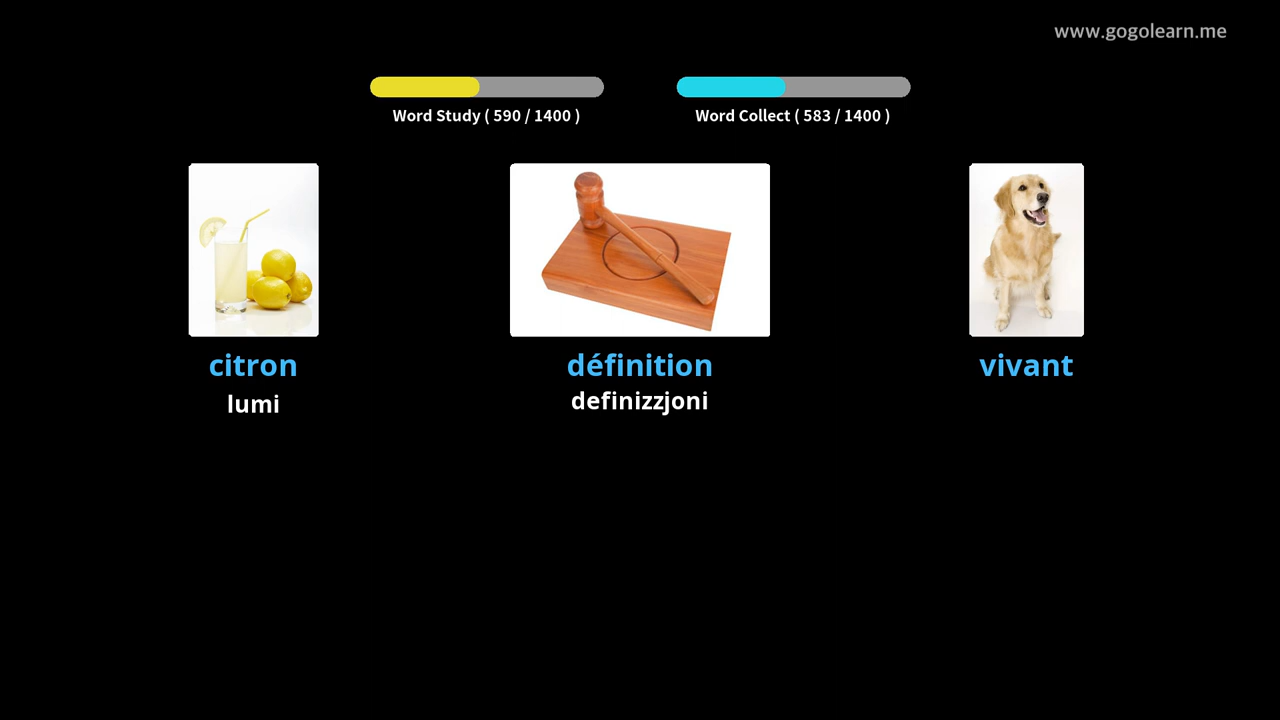 www.gogolearn.me
Word Study ( 590 / 1400 )
Word Collect ( 583 / 1400 )
citron
définition
vivant
lumi
definizzjoni